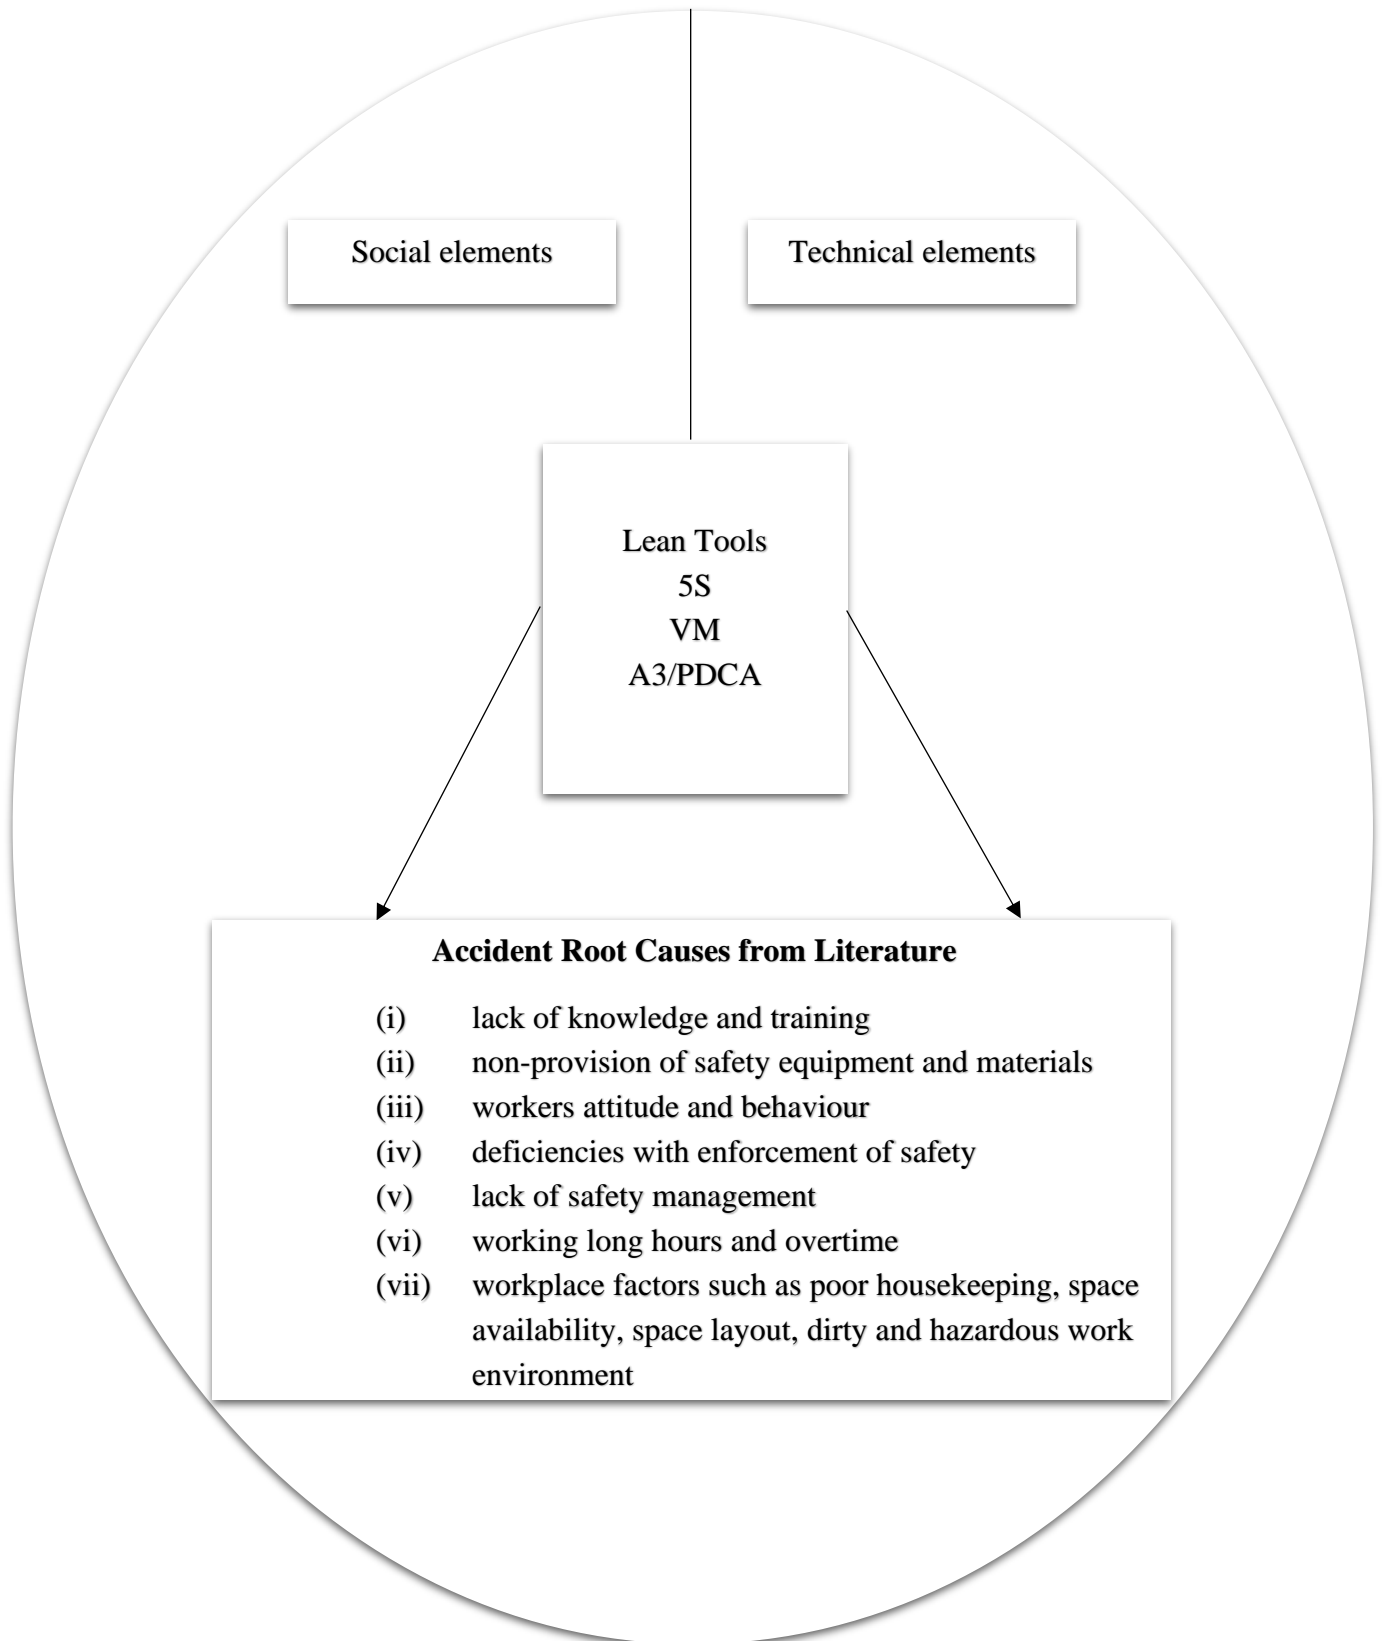 Social elements
Technical elements
Lean Tools
5S
VM
A3/PDCA
Accident Root Causes from Literature
(i) lack of knowledge and training
(ii) non-provision of safety equipment and materials
(iii) workers attitude and behaviour
(iv) deficiencies with enforcement of safety
(v) lack of safety management
(vi) working long hours and overtime
(vii) workplace factors such as poor housekeeping, space
availability, space layout, dirty and hazardous work
environment